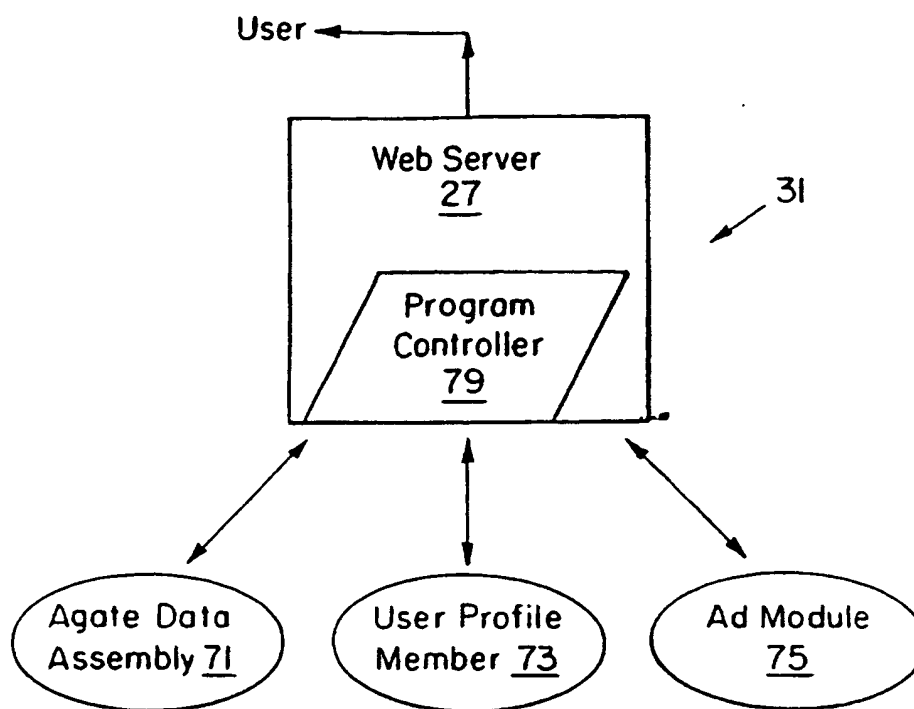 User
Web Server
27
31
Program
Controller
79
Agate Data
Assembly 71
User Profile
Member 73
Ad Module
75